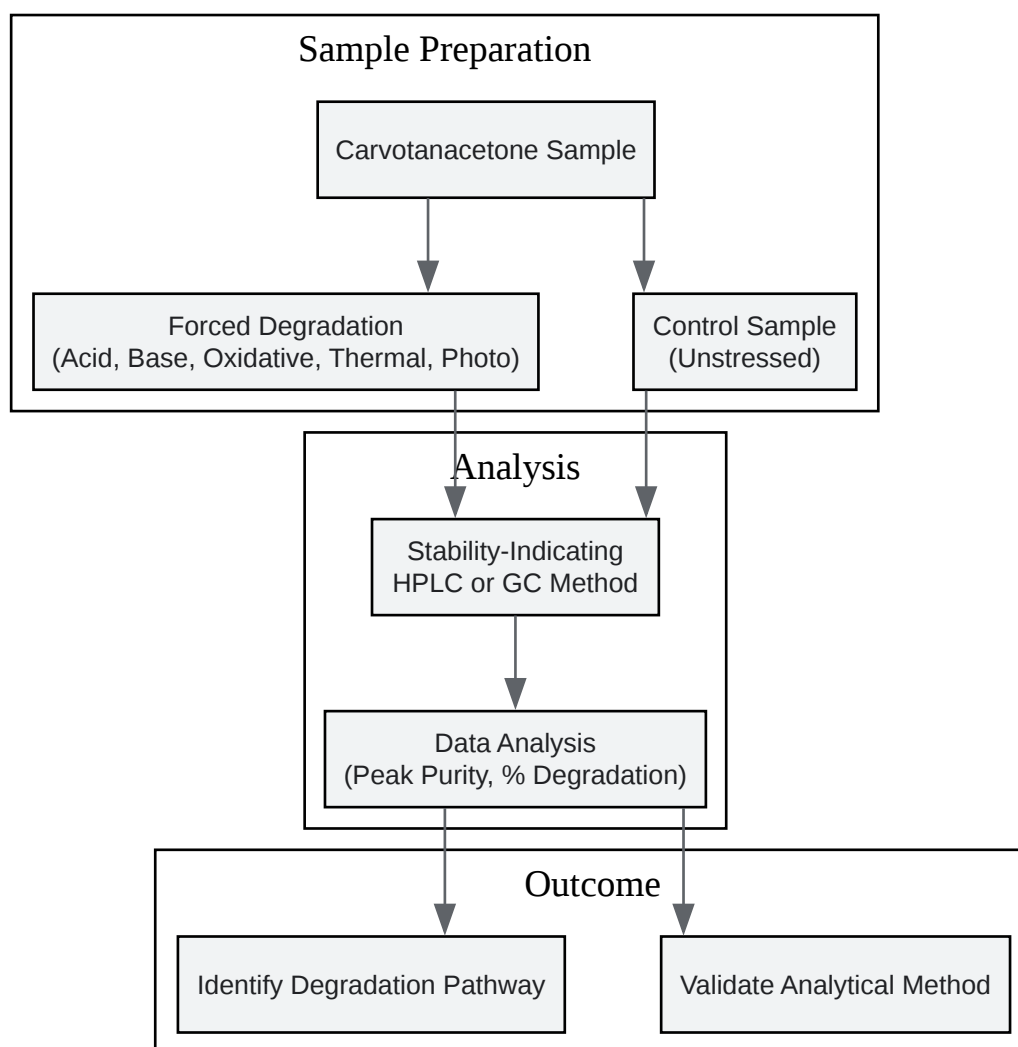 Sample Preparation
Carvotanacetone Sample
Forced Degradation
(Acid, Base, Oxidative, Thermal, Photo)
Control Sample
(Unstressed)
Analysis
Stability-Indicating
HPLC or GC Method
Data Analysis
(Peak Purity, % Degradation)
Outcome
Identify Degradation Pathway
Validate Analytical Method